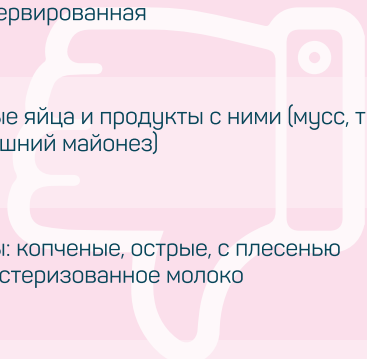 ервированная
ые яйца и продукты с ними (мусс, т
шний майонез)
ы: копченые, острые, с плесенью
стеризованное молоко